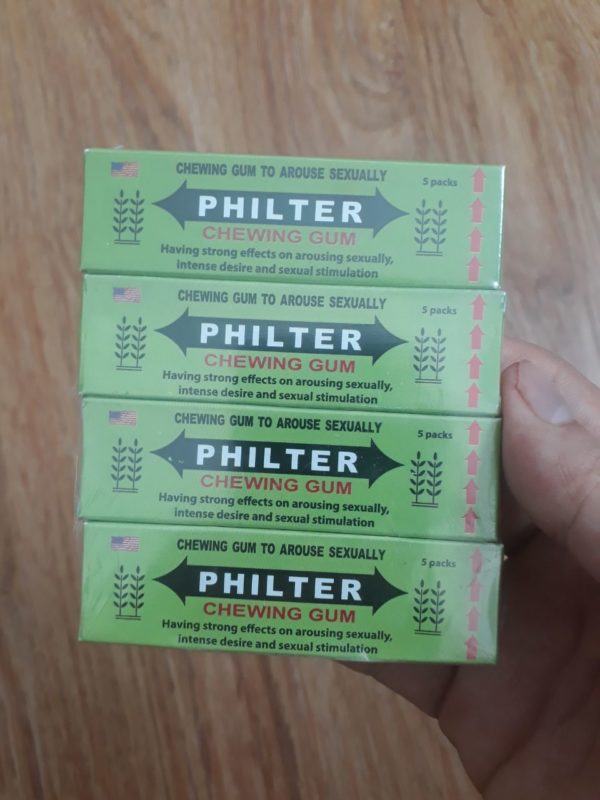 CHEWING GUM TO AROUSE SEXUALLY
5 packs
PHILTER
CHEWING GUM
Having strong effects on arousing sexually,
intense desire and sexual stimulation
CHEWING GUM TO AROUSE SEXUALLY
5 packs
PHILTER
CHEWING GUM
Having strong effects on arousing sexually,
intense desire and sexual stimulation
CHEWING GUM TO AROUSE SEXUALLY
5 packs
PHILTER
CHEWING GUM
Having strong effects on arousing sexually,
intense desire and sexual stimulation
CHEWING GUM TO AROUSE SEXUALLY
5 packs
PHILTER
CHEWING GUM
Having strong effects on arousing sexually,
intense desire and sexual stimulation